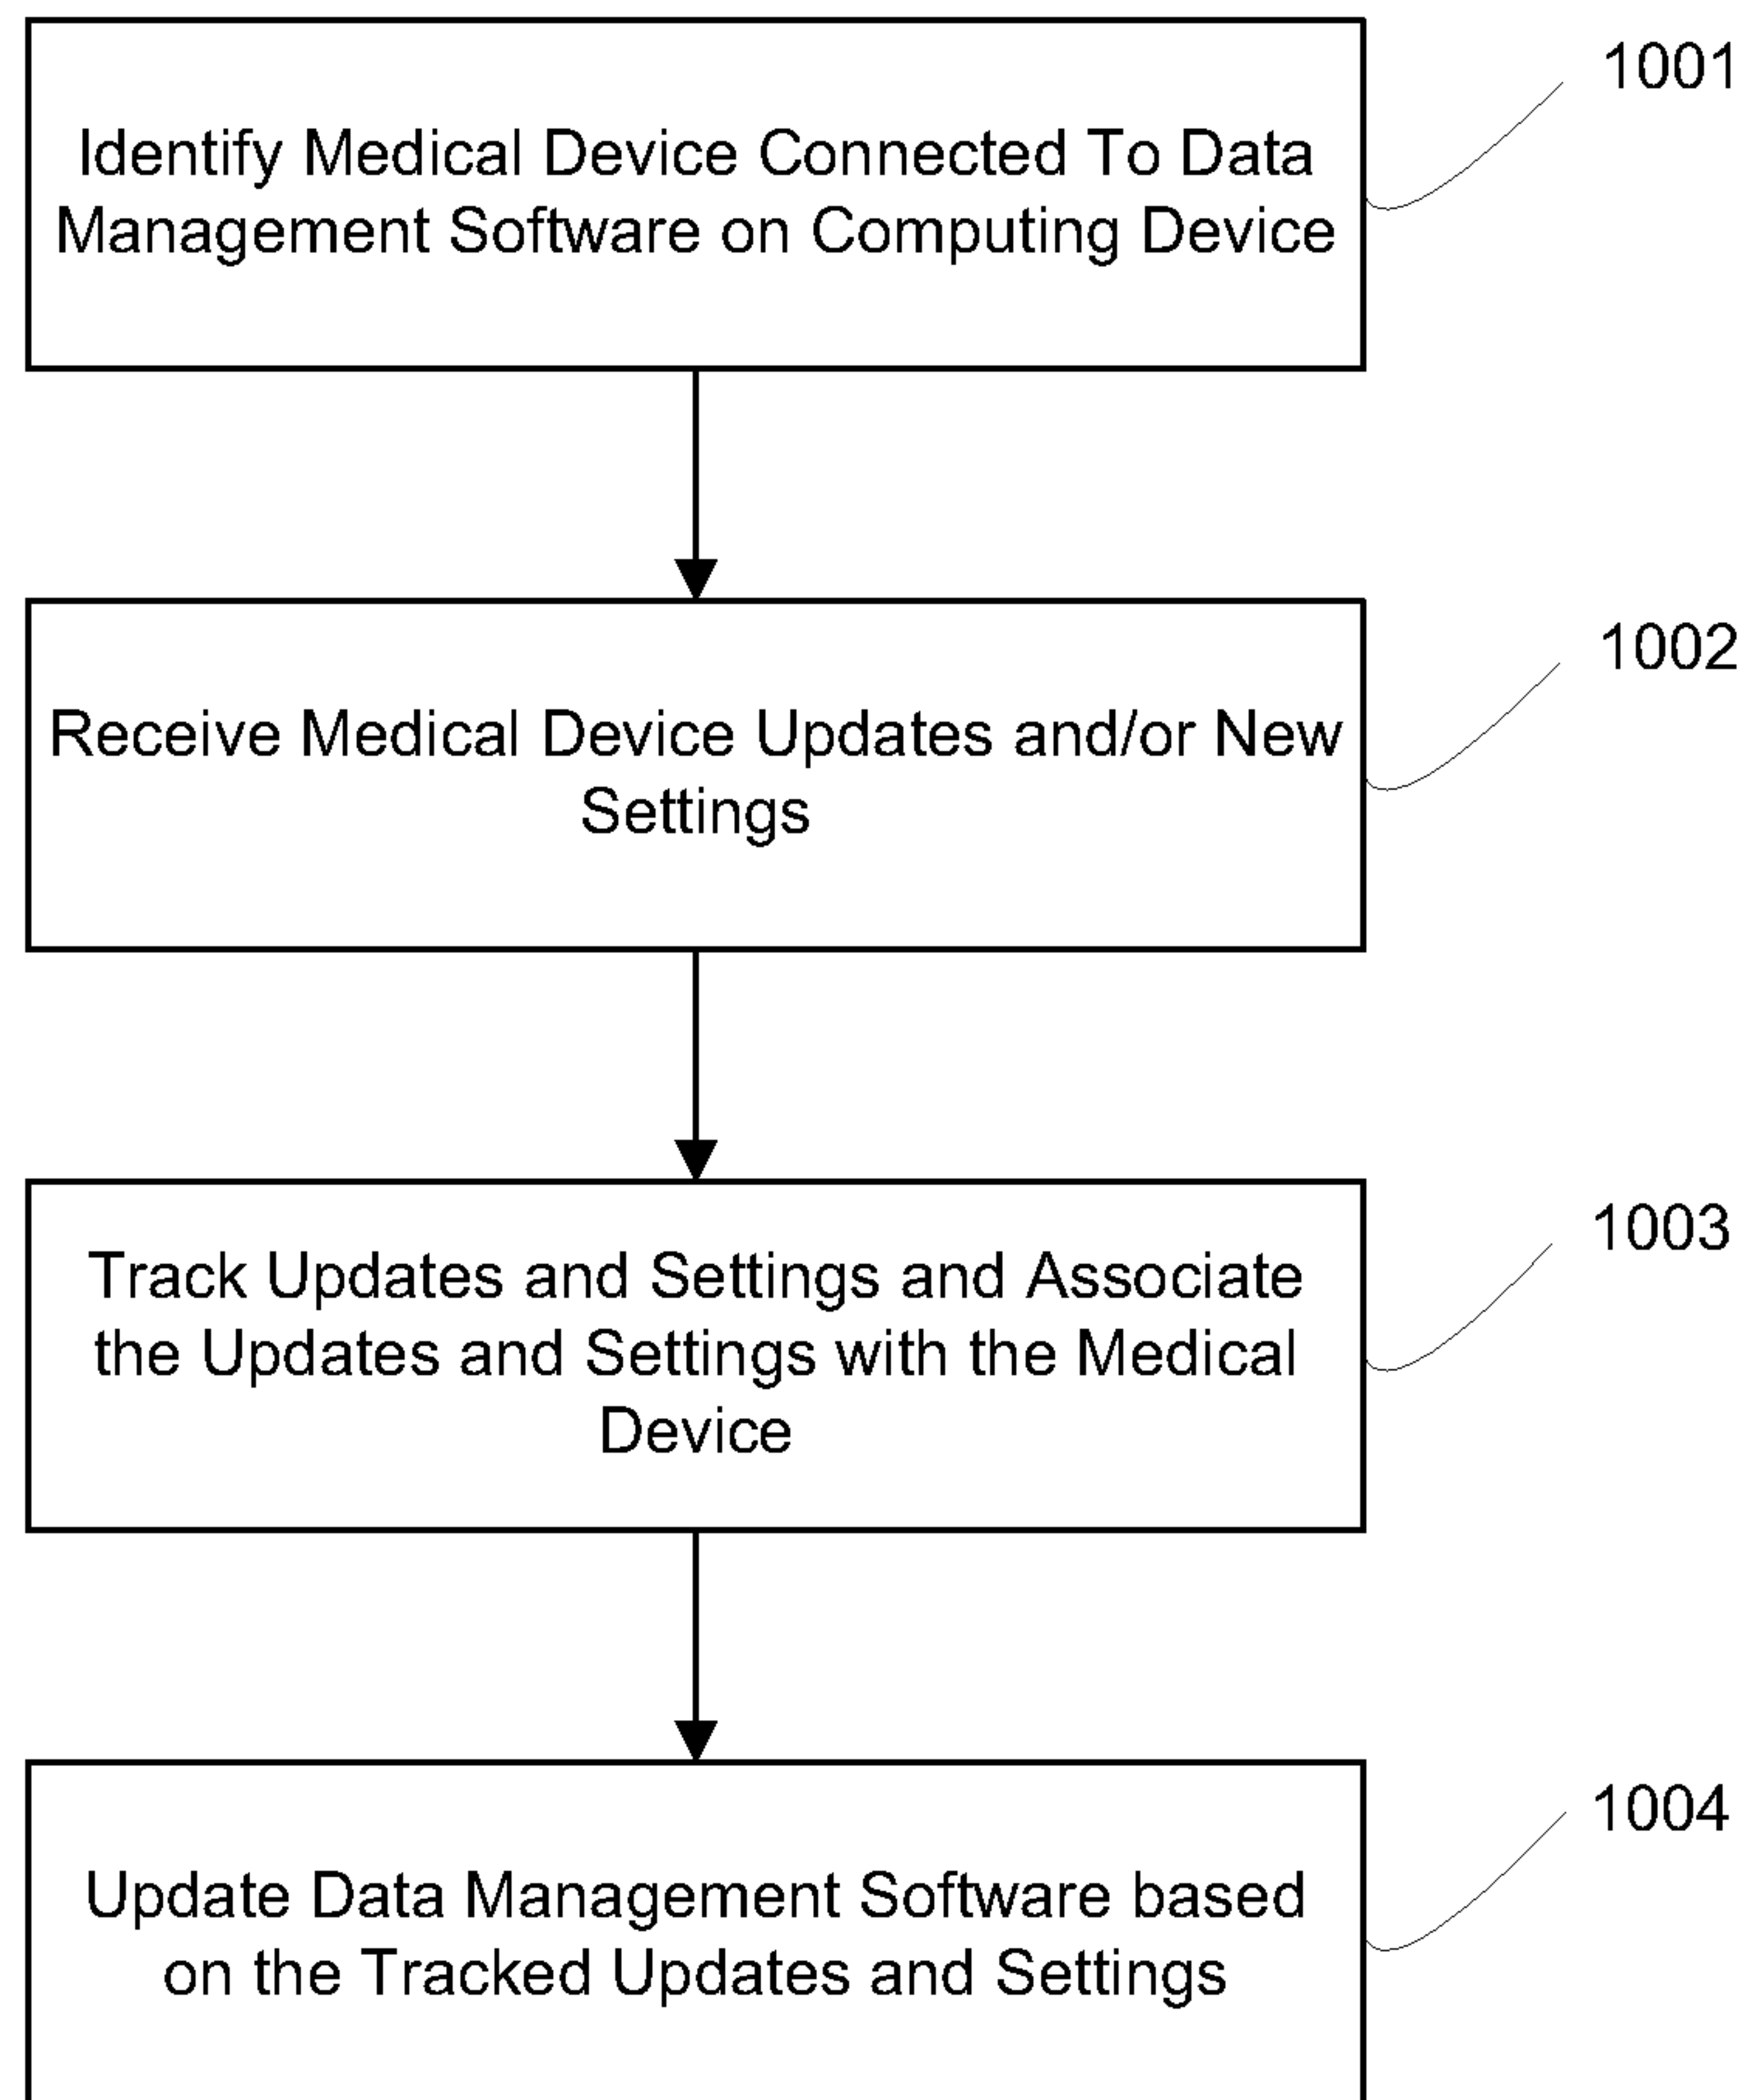 1001
Identify Medical Device Connected To Data
Management Software on Computing Device
1002
Receive Medical Device Updates and/or New
Settings
1003
Track Updates and Settings and Associate
the Updates and Settings with the Medical
Device
1004
Update Data Management Software based
on the Tracked Updates and Settings